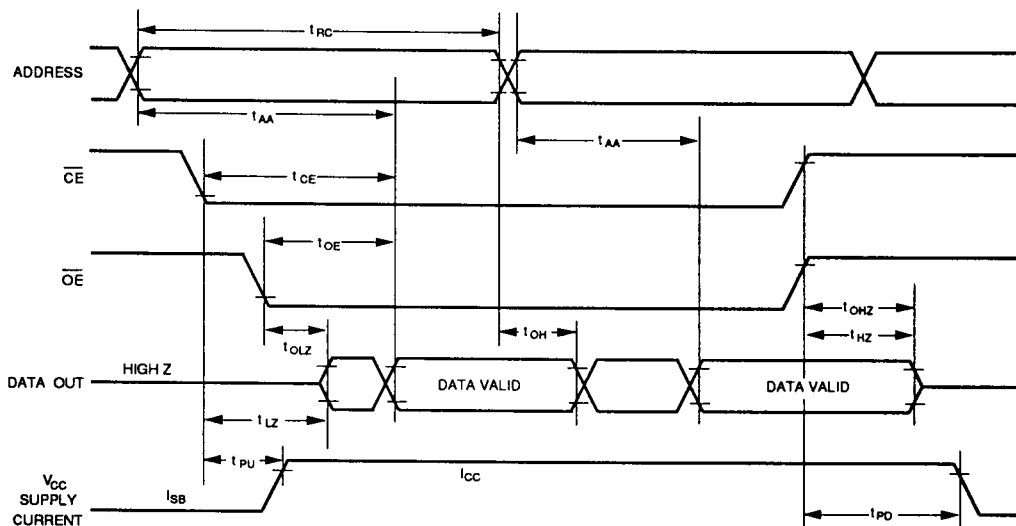 tRC
ADDRESS
tAA
tAA
CE
tCE
OE
tOE
tOHZ
tOLZ
tOH
tHZ
HIGH Z
DATA OUT
DATA VALID
DATA VALID
tLZ
tPU
ICC
VCC
SUPPLY
CURRENT
ISB
tPD